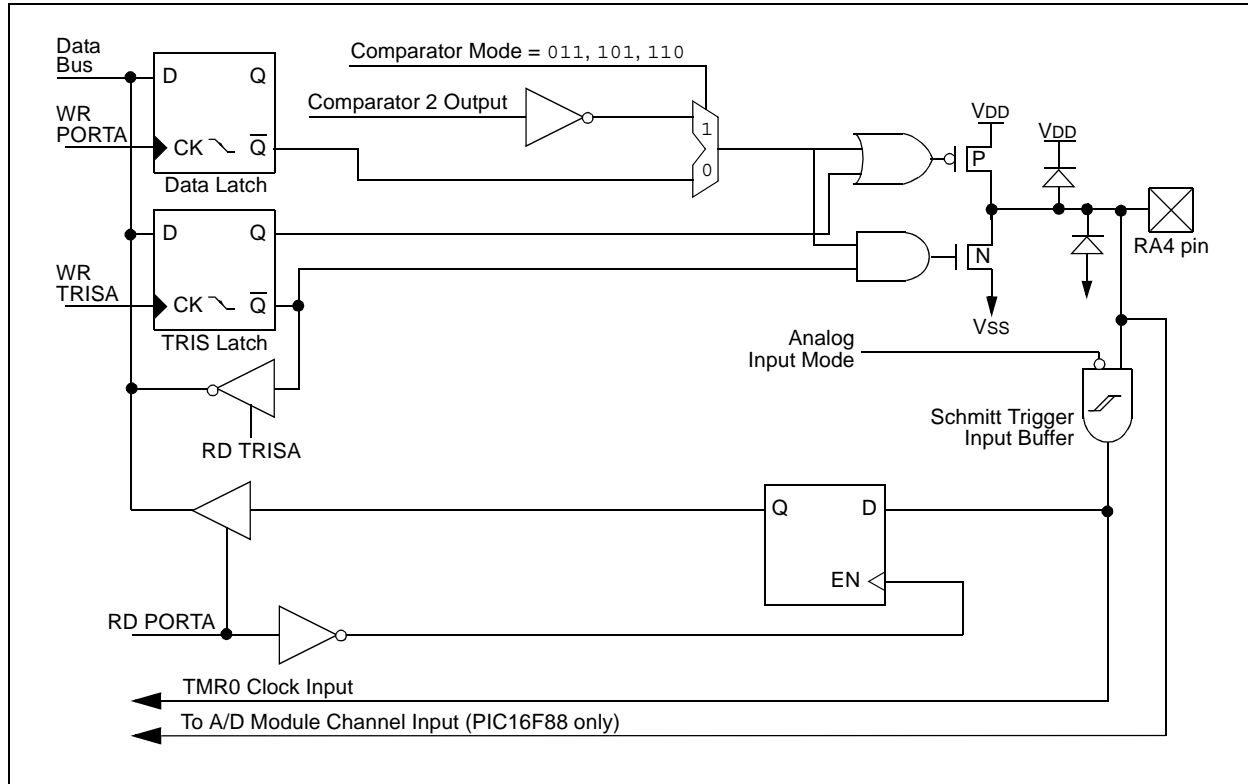 Data
Bus
D Q
WR
PORTA
CK Q̅
Data Latch
Comparator Mode = 011, 101, 110
Comparator 2 Output
1
0
VDD
P
VDD
RA4 pin
N
VSS
D Q
WR
TRISA
CK Q̅
TRIS Latch
RD TRISA
Analog
Input Mode
Schmitt Trigger
Input Buffer
Q D
EN
RD PORTA
TMR0 Clock Input
To A/D Module Channel Input (PIC16F88 only)